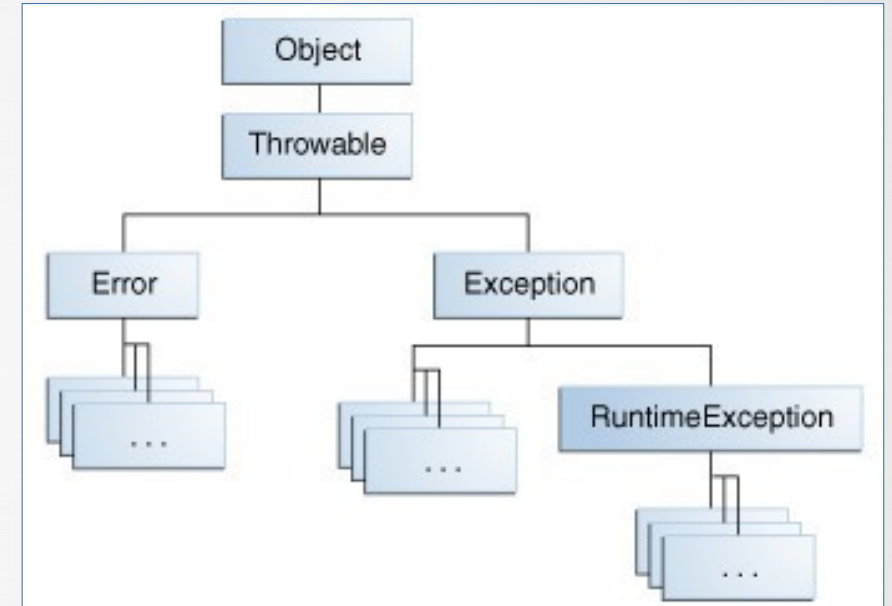 Object
Throwable
Error
Exception
RuntimeException
...
...
...